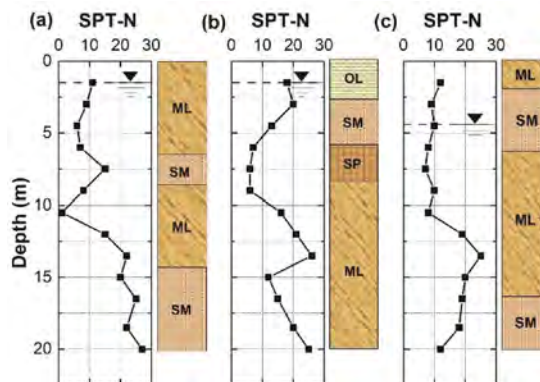 (a) SPT-N (b) SPT-N (c) SPT-N
0 10 20 30 0 10 20 30 0 10 20 30
0
5
10
15
20
Depth (m)
ML
SM
ML
SM
OL
SM
SP
ML
ML
SM
ML
SM